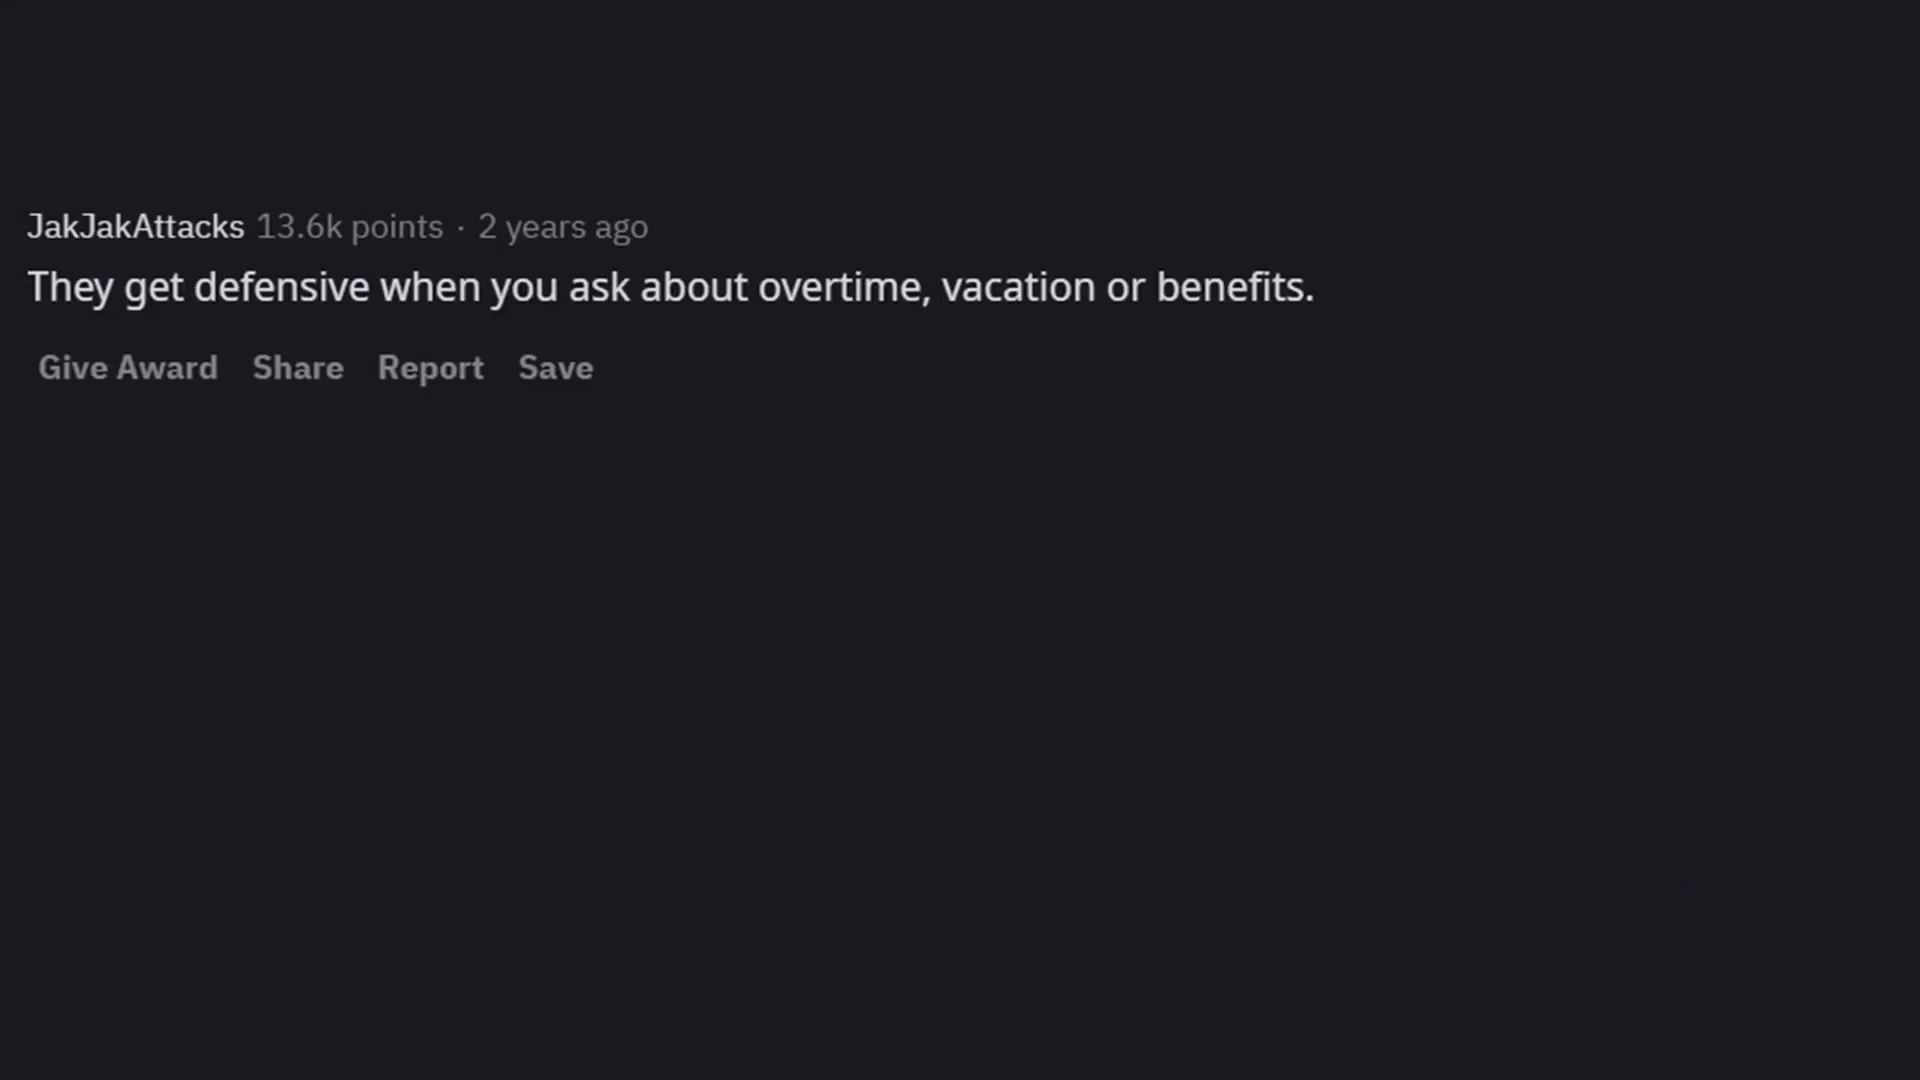 JakJakAttacks 13.6k points · 2 years ago
They get defensive when you ask about overtime, vacation or benefits.
Give Award Share Report Save